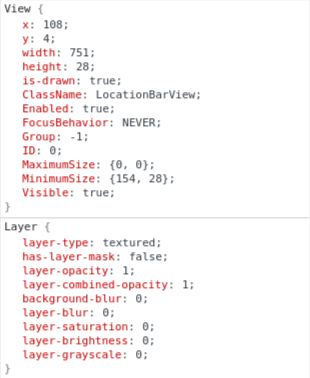 View {
x: 108;
y: 4;
width: 751;
height: 28;
is-drawn: true;
ClassName: LocationBarView;
Enabled: true;
FocusBehavior: NEVER;
Group: -1;
ID: 0;
MaximumSize: {0, 0};
MinimumSize: {154, 28};
Visible: true;
}
Layer {
layer-type: textured;
has-layer-mask: false;
layer-opacity: 1;
layer-combined-opacity: 1;
background-blur: 0;
layer-blur: 0;
layer-saturation: 0;
layer-brightness: 0;
layer-grayscale: 0;
}